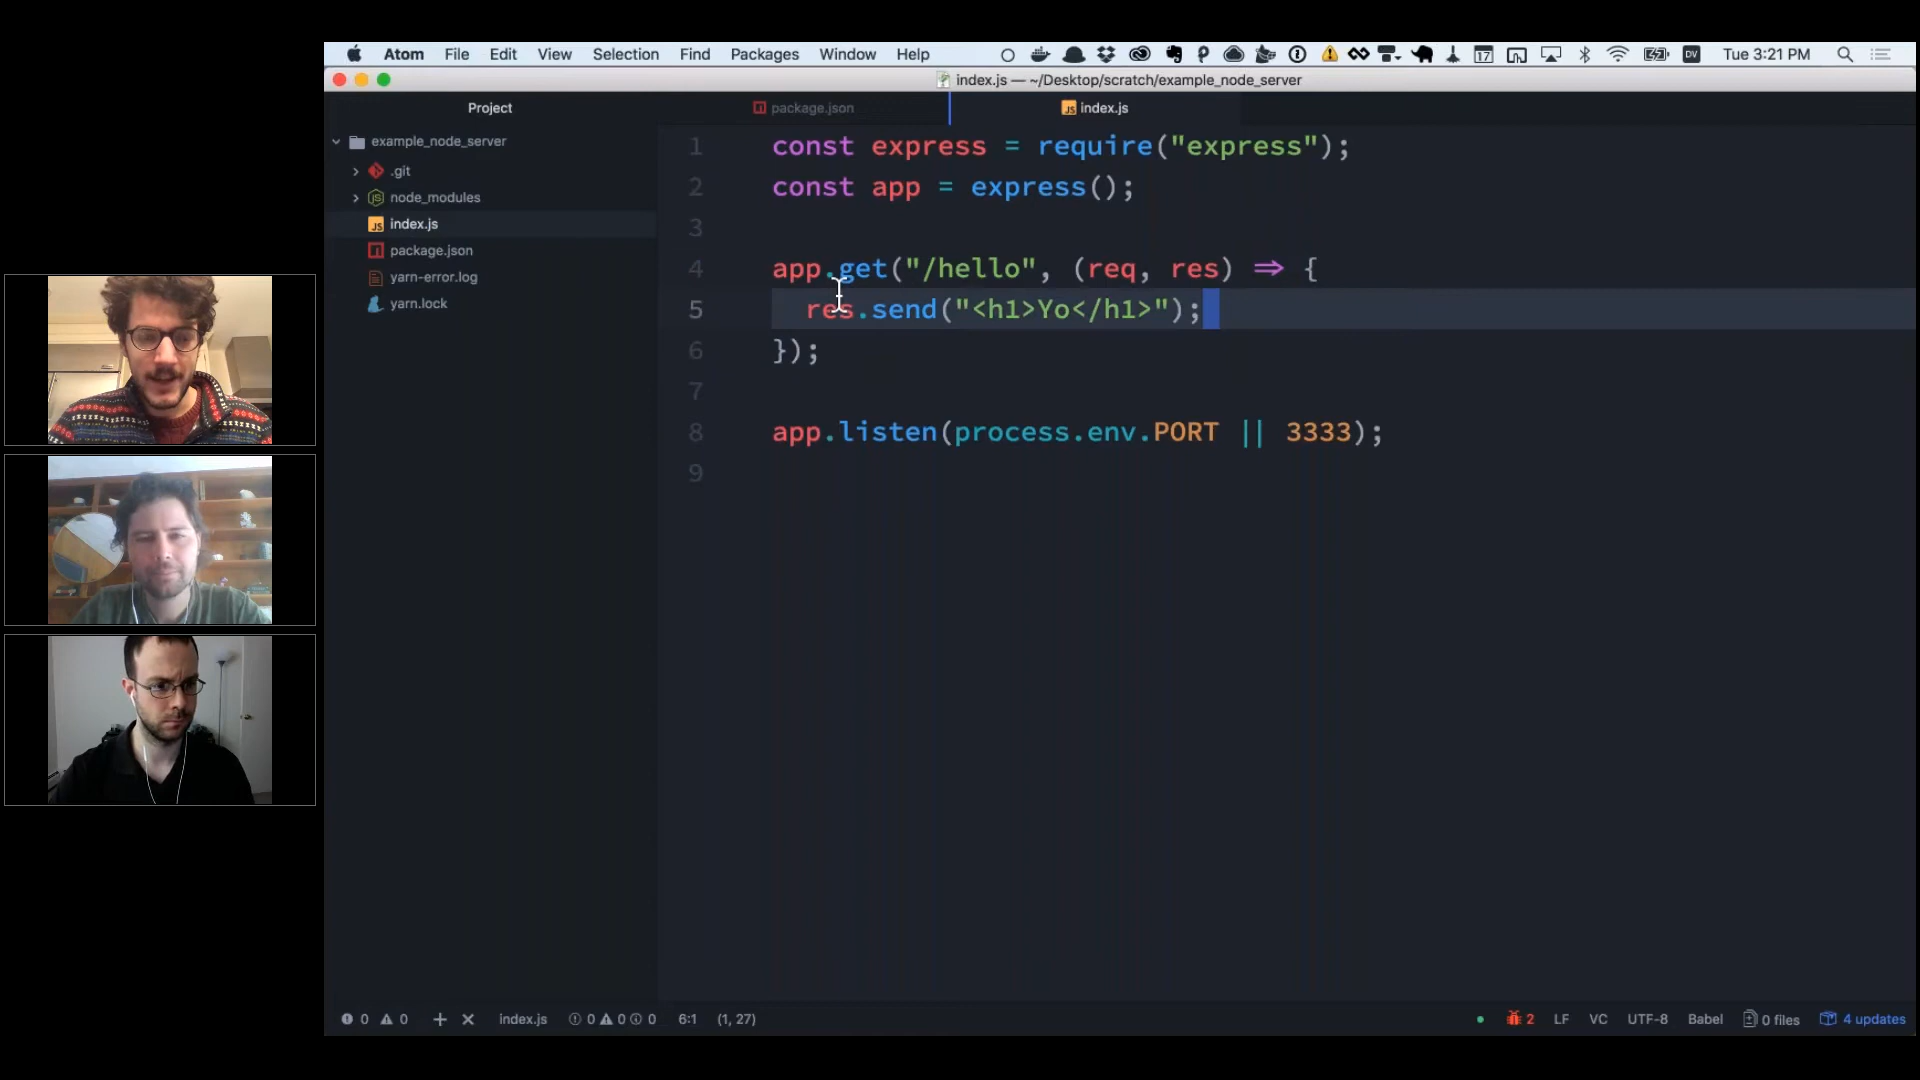 Atom File Edit View Selection Find Packages Window Help 17 DV Tue 3:21 PM
index.js — ~/Desktop/scratch/example_node_server
Project
package.json
index.js
example_node_server
.git
node_modules
index.js
package.json
yarn-error.log
yarn.lock
1 const express = require("express");
2 const app = express();
3
4 app.get("/hello", (req, res) => {
5 res.send("<h1>Yo</h1>");
6 });
7
8 app.listen(process.env.PORT || 3333);
9
0 0 index.js 0 0 0 6:1 (1, 27) 2 LF VC UTF-8 Babel 0 files 4 updates